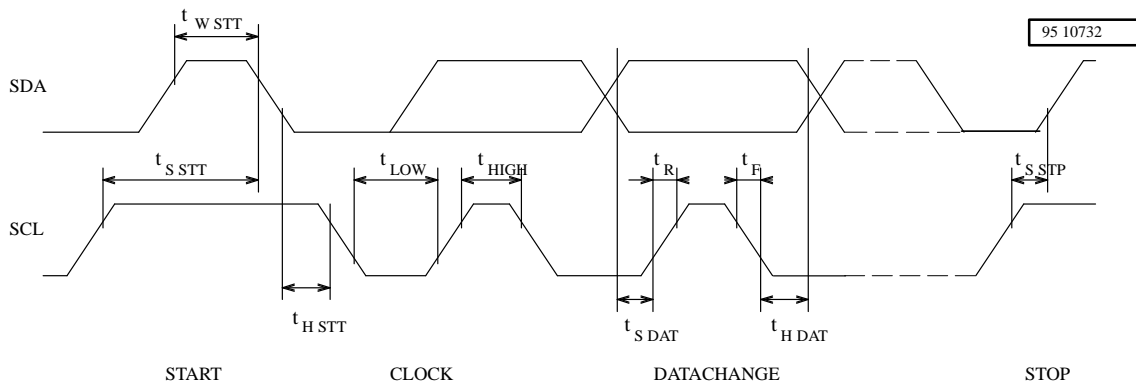 t W STT
95 10732
SDA
t S STT
t LOW
t HIGH
t R
t F
t S STP
SCL
t H STT
t S DAT
t H DAT
START
CLOCK
DATACHANGE
STOP